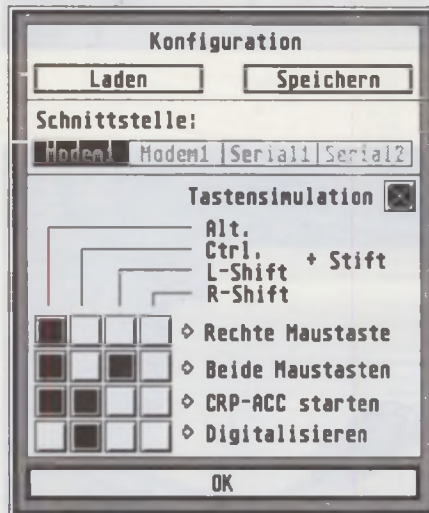 Konfiguration
Laden Speichern
Schnittstelle:
Modem1 Modem1 Serial1 Serial2
Tastensimulation
Alt.
Ctrl.
L-Shift + Stift
R-Shift
Rechte Maustaste
Beide Maustasten
CRP-ACC starten
Digitalisieren
OK